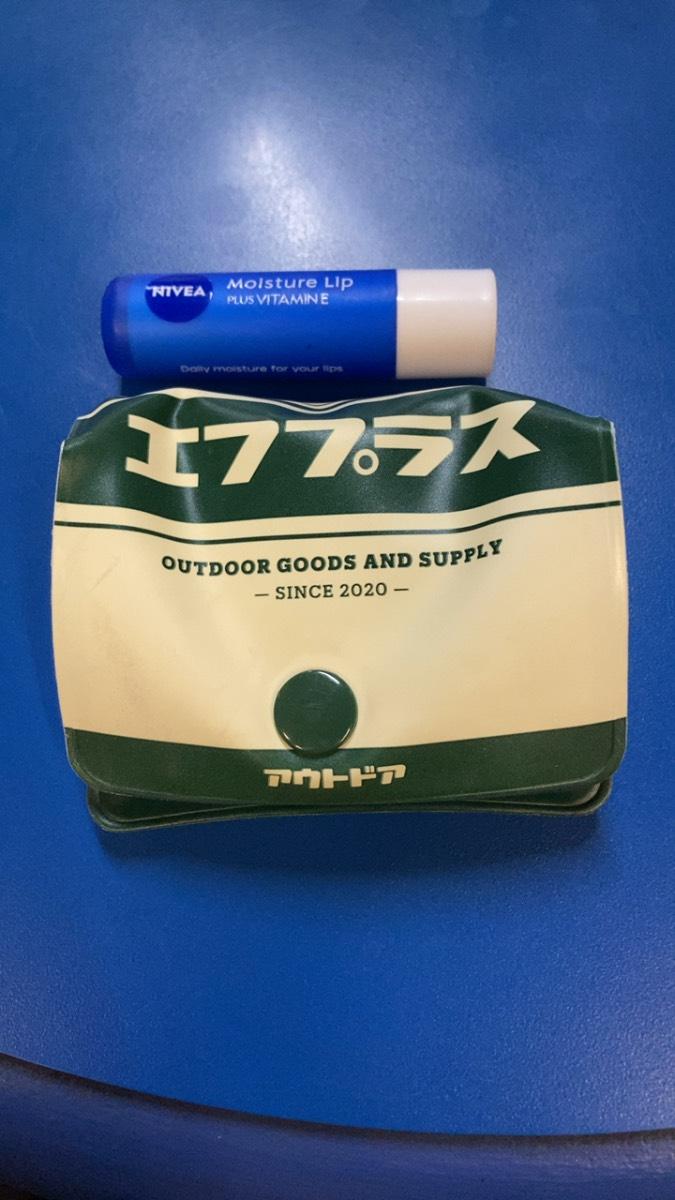 NIVEA
Moisture Lip
PLUS VITAMIN E
Daily moisture for your lips
エフプラス
OUTDOOR GOODS AND SUPPLY
— SINCE 2020 —
アウトドア